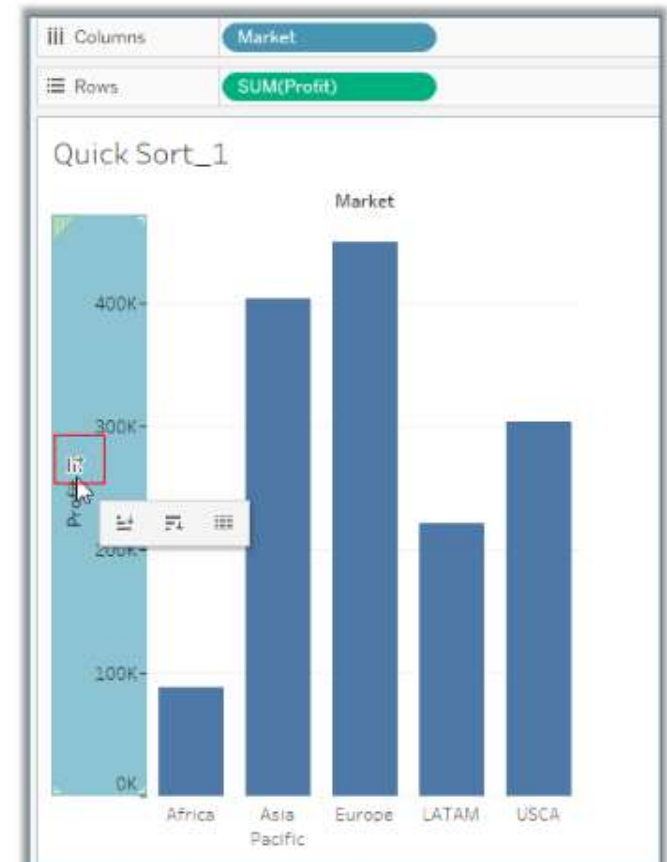 Columns
Market
Rows
SUM(Profit)
Quick Sort_1
Market
400K
300K
Profit
200K
100K
0K
Africa
Asia
Pacific
Europe
LATAM
USCA